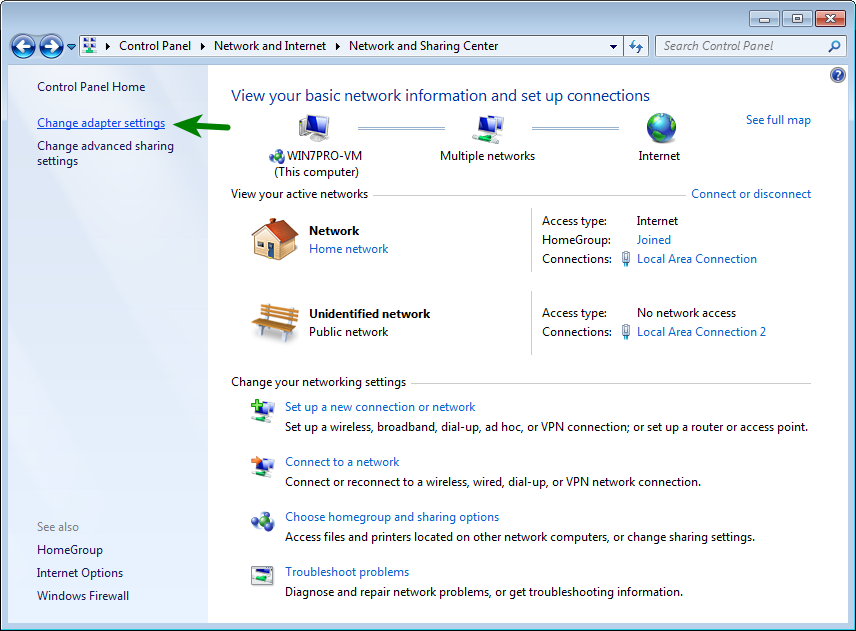 Control Panel
Network and Internet
Network and Sharing Center
Search Control Panel
Control Panel Home
Change adapter settings
Change advanced sharing
settings
See also
HomeGroup
Internet Options
Windows Firewall
?
View your basic network information and set up connections
See full map
WIN7PRO-VM
(This computer)
Multiple networks
Internet
View your active networks
Connect or disconnect
Network
Home network
Access type: Internet
HomeGroup: Joined
Connections: Local Area Connection
Unidentified network
Public network
Access type: No network access
Connections: Local Area Connection 2
Change your networking settings
Set up a new connection or network
Set up a wireless, broadband, dial-up, ad hoc, or VPN connection; or set up a router or access point.
Connect to a network
Connect or reconnect to a wireless, wired, dial-up, or VPN network connection.
Choose homegroup and sharing options
Access files and printers located on other network computers, or change sharing settings.
Troubleshoot problems
Diagnose and repair network problems, or get troubleshooting information.